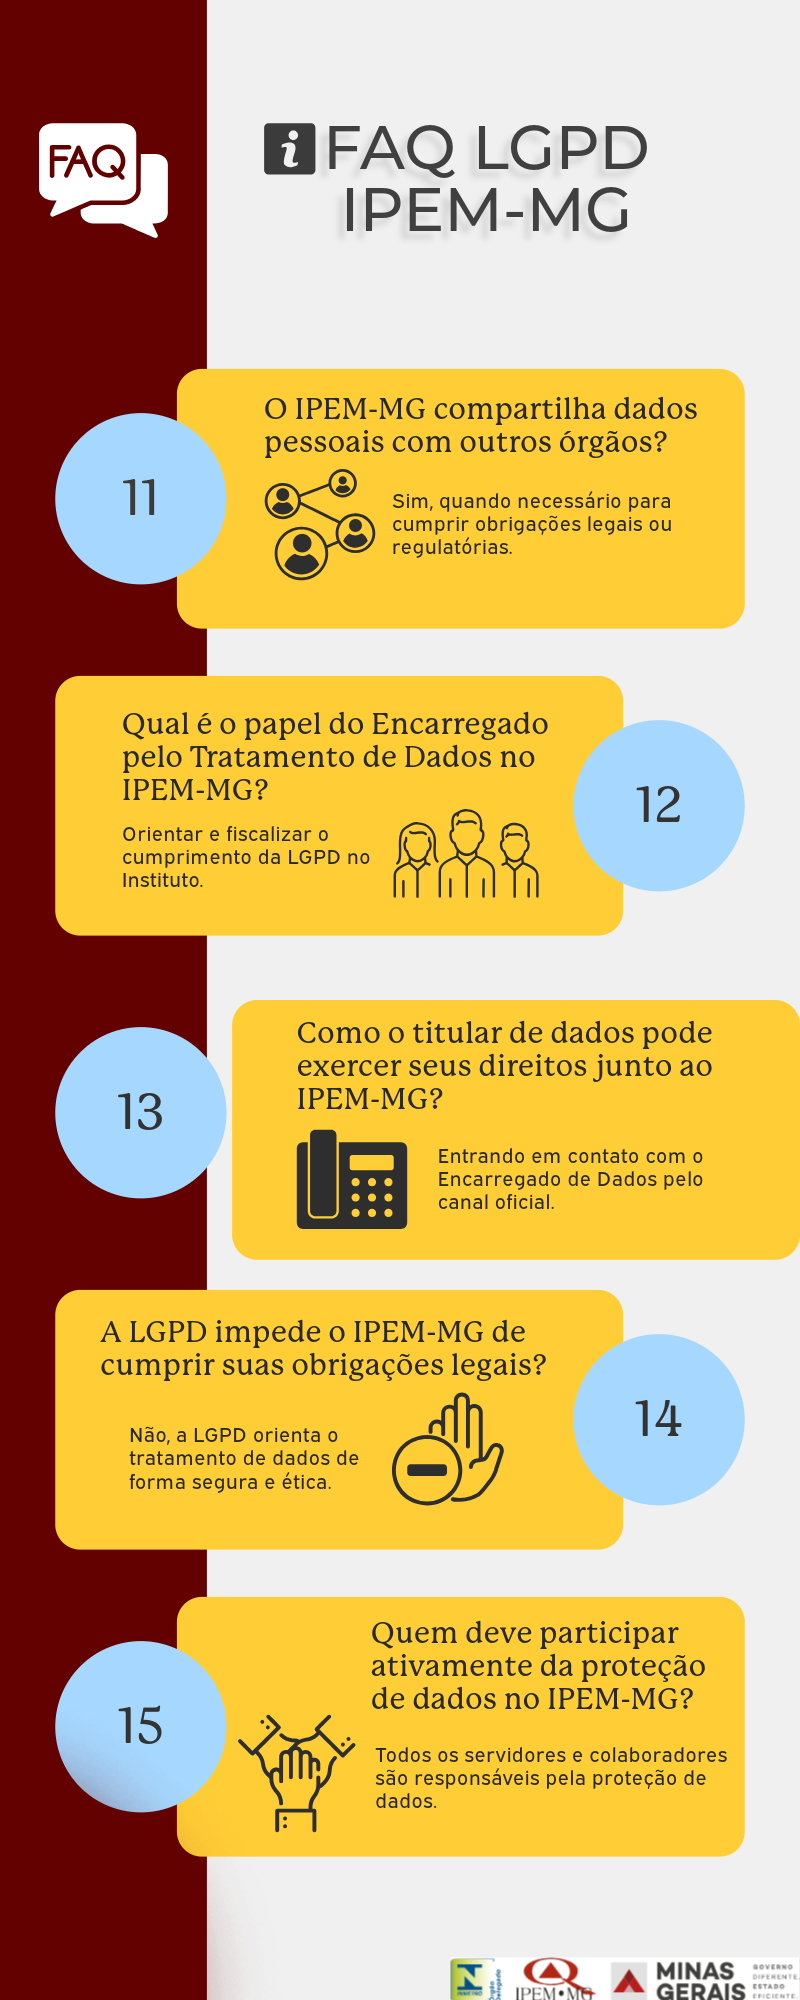 FAQ
i FAQ LGPD
IPEM-MG
11
O IPEM-MG compartilha dados
pessoais com outros órgãos?
Sim, quando necessário para
cumprir obrigações legais ou
regulatórias.
Qual é o papel do Encarregado
pelo Tratamento de Dados no
IPEM-MG?
Orientar e fiscalizar o
cumprimento da LGPD no
Instituto.
12
13
Como o titular de dados pode
exercer seus direitos junto ao
IPEM-MG?
Entrando em contato com o
Encarregado de Dados pelo
canal oficial.
A LGPD impede o IPEM-MG de
cumprir suas obrigações legais?
Não, a LGPD orienta o
tratamento de dados de
forma segura e ética.
14
15
Quem deve participar
ativamente da proteção
de dados no IPEM-MG?
Todos os servidores e colaboradores
são responsáveis pela proteção de
dados.
INMETRO
Órgão
Delegado
IPEM•MG
MINAS
GERAIS
GOVERNO
DIFERENTE.
ESTADO
EFICIENTE.